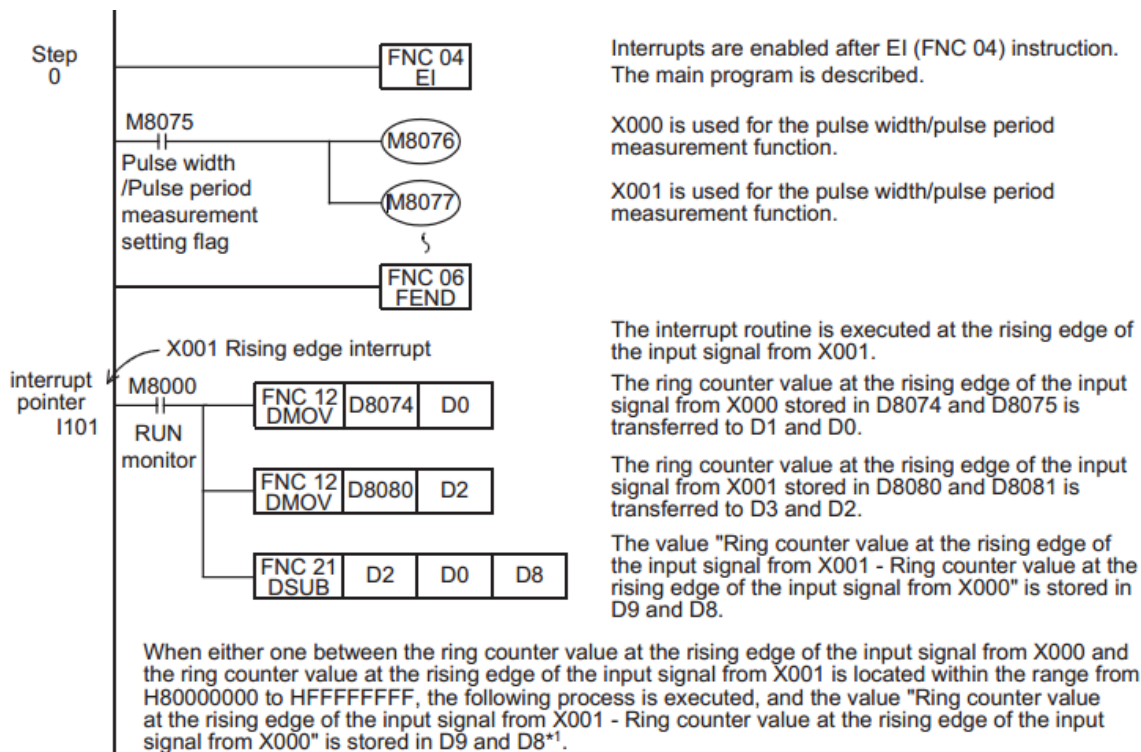 Step
0
FNC 04
EI
Interrupts are enabled after EI (FNC 04) instruction.
The main program is described.
M8075
Pulse width
/Pulse period
measurement
setting flag
M8076
X000 is used for the pulse width/pulse period
measurement function.
M8077
X001 is used for the pulse width/pulse period
measurement function.
FNC 06
FEND
X001 Rising edge interrupt
The interrupt routine is executed at the rising edge of
the input signal from X001.
interrupt
pointer
I101
M8000
RUN
monitor
FNC 12
DMOV
D8074
D0
The ring counter value at the rising edge of the input
signal from X000 stored in D8074 and D8075 is
transferred to D1 and D0.
FNC 12
DMOV
D8080
D2
The ring counter value at the rising edge of the input
signal from X001 stored in D8080 and D8081 is
transferred to D3 and D2.
FNC 21
DSUB
D2
D0
D8
The value "Ring counter value at the rising edge of
the input signal from X001 - Ring counter value at the
rising edge of the input signal from X000" is stored in
D9 and D8.
When either one between the ring counter value at the rising edge of the input signal from X000 and
the ring counter value at the rising edge of the input signal from X001 is located within the range from
H80000000 to HFFFFFFFF, the following process is executed, and the value "Ring counter value
at the rising edge of the input signal from X001 - Ring counter value at the rising edge of the input
signal from X000" is stored in D9 and D8*1.